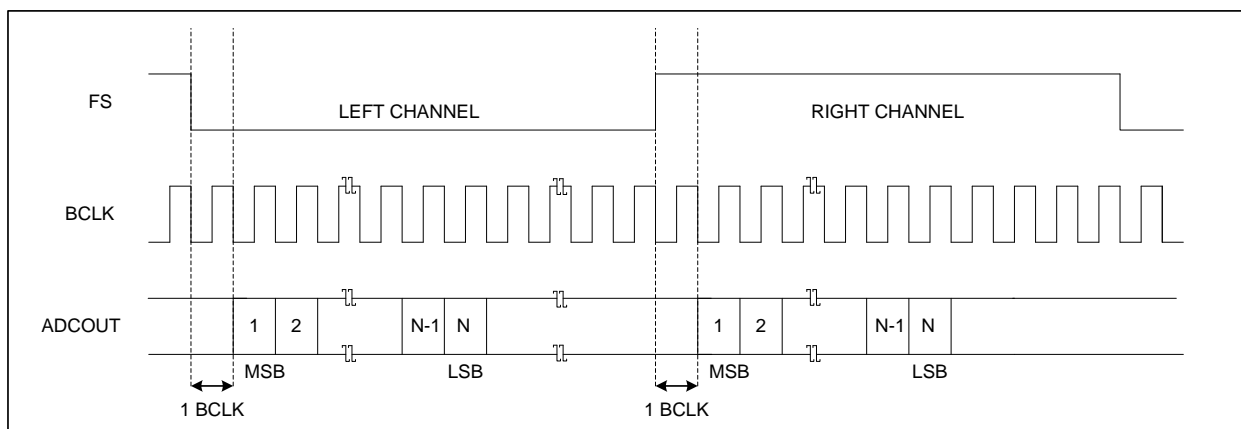 FS
LEFT CHANNEL
RIGHT CHANNEL
BCLK
ADCOUT
1 2 N-1 N 1 2 N-1 N
MSB LSB MSB LSB
1 BCLK 1 BCLK